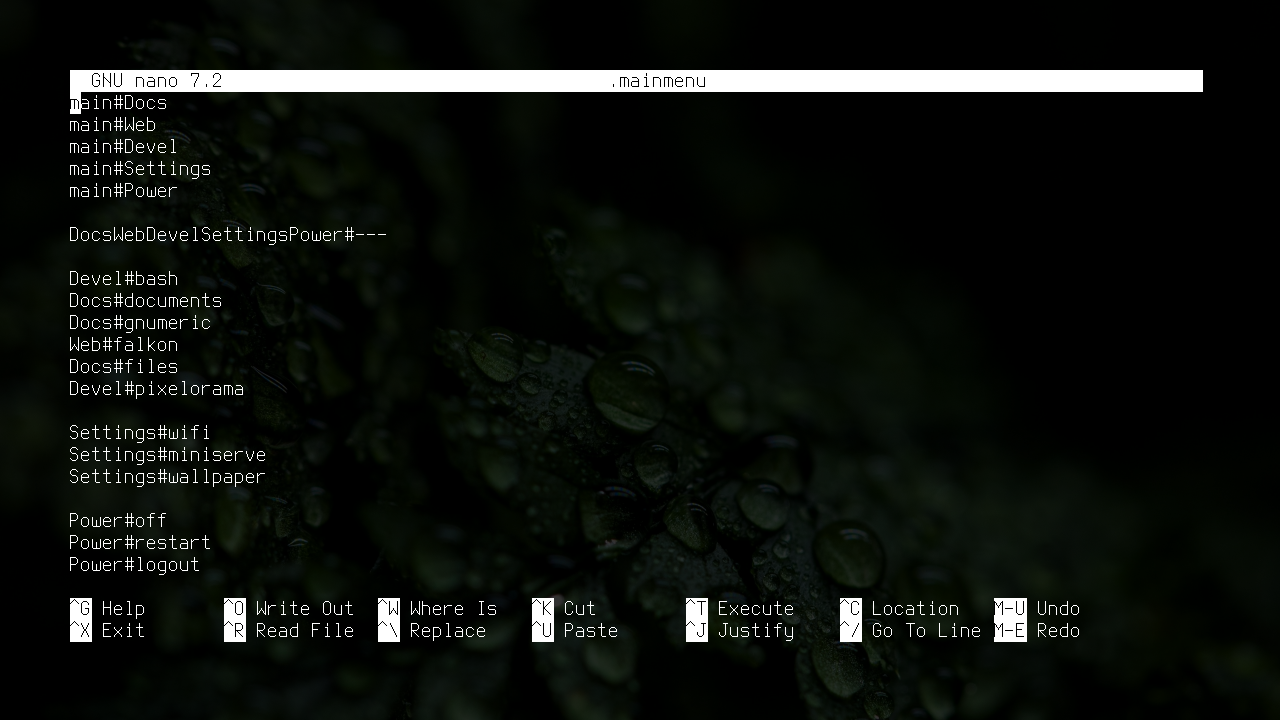 GNU nano 7.2 .mainmenu
main#Docs
main#Web
main#Devel
main#Settings
main#Power
DocsWebDevelSettingsPower#---
Devel#bash
Docs#documents
Docs#gnumeric
Web#falkon
Docs#files
Devel#pixelorama
Settings#wifi
Settings#miniserve
Settings#wallpaper
Power#off
Power#restart
Power#logout
^G Help ^O Write Out ^W Where Is ^K Cut ^T Execute ^C Location M-U Undo
^X Exit ^R Read File ^\ Replace ^U Paste ^J Justify ^/ Go To Line M-E Redo